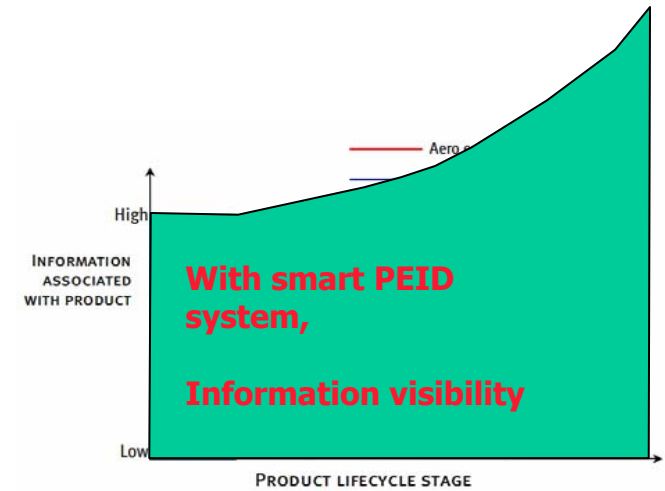 Aero
High
INFORMATION
ASSOCIATED
WITH PRODUCT
With smart PEID
system,
Information visibility
Low
PRODUCT LIFECYCLE STAGE